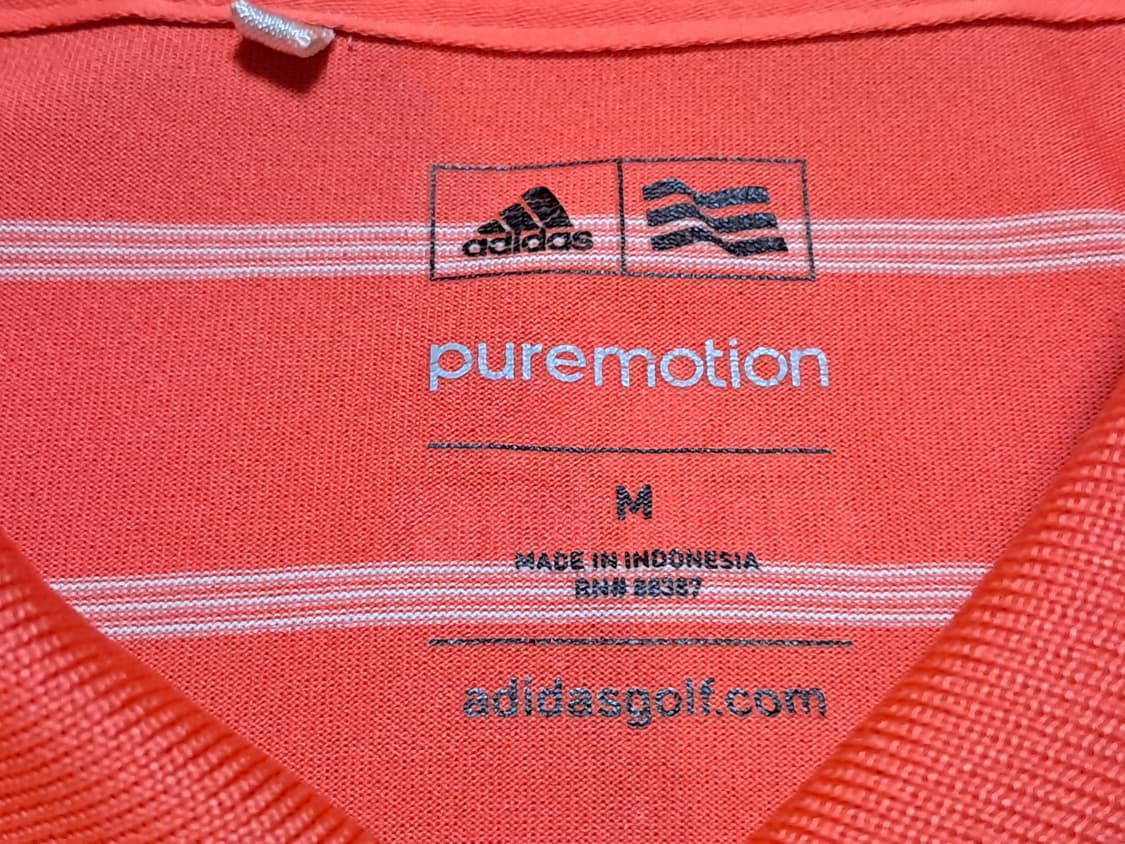 adidas
puremotion
M
MADE IN INDONESIA
RN# 88387
adidasgolf.com